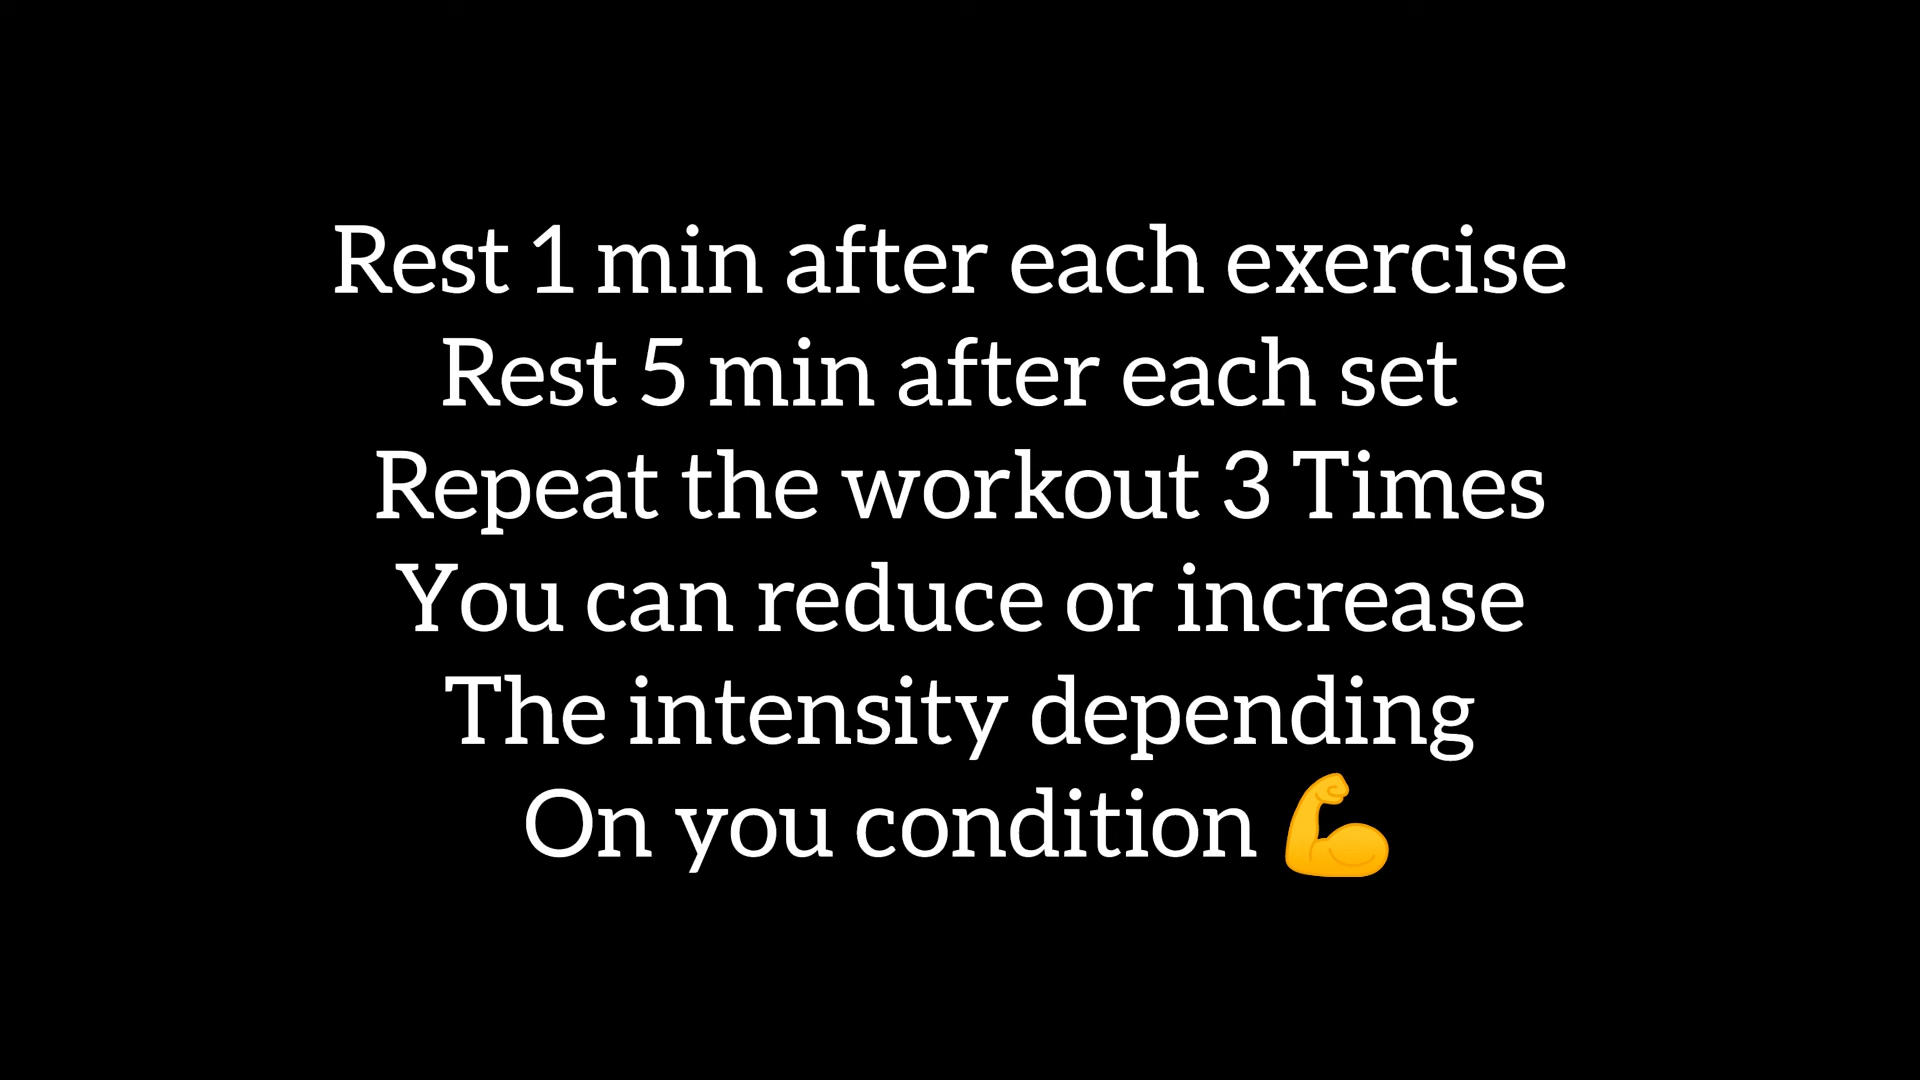 Rest 1 min after each exercise
Rest 5 min after each set
Repeat the workout 3 Times
You can reduce or increase
The intensity depending
On you condition 💪